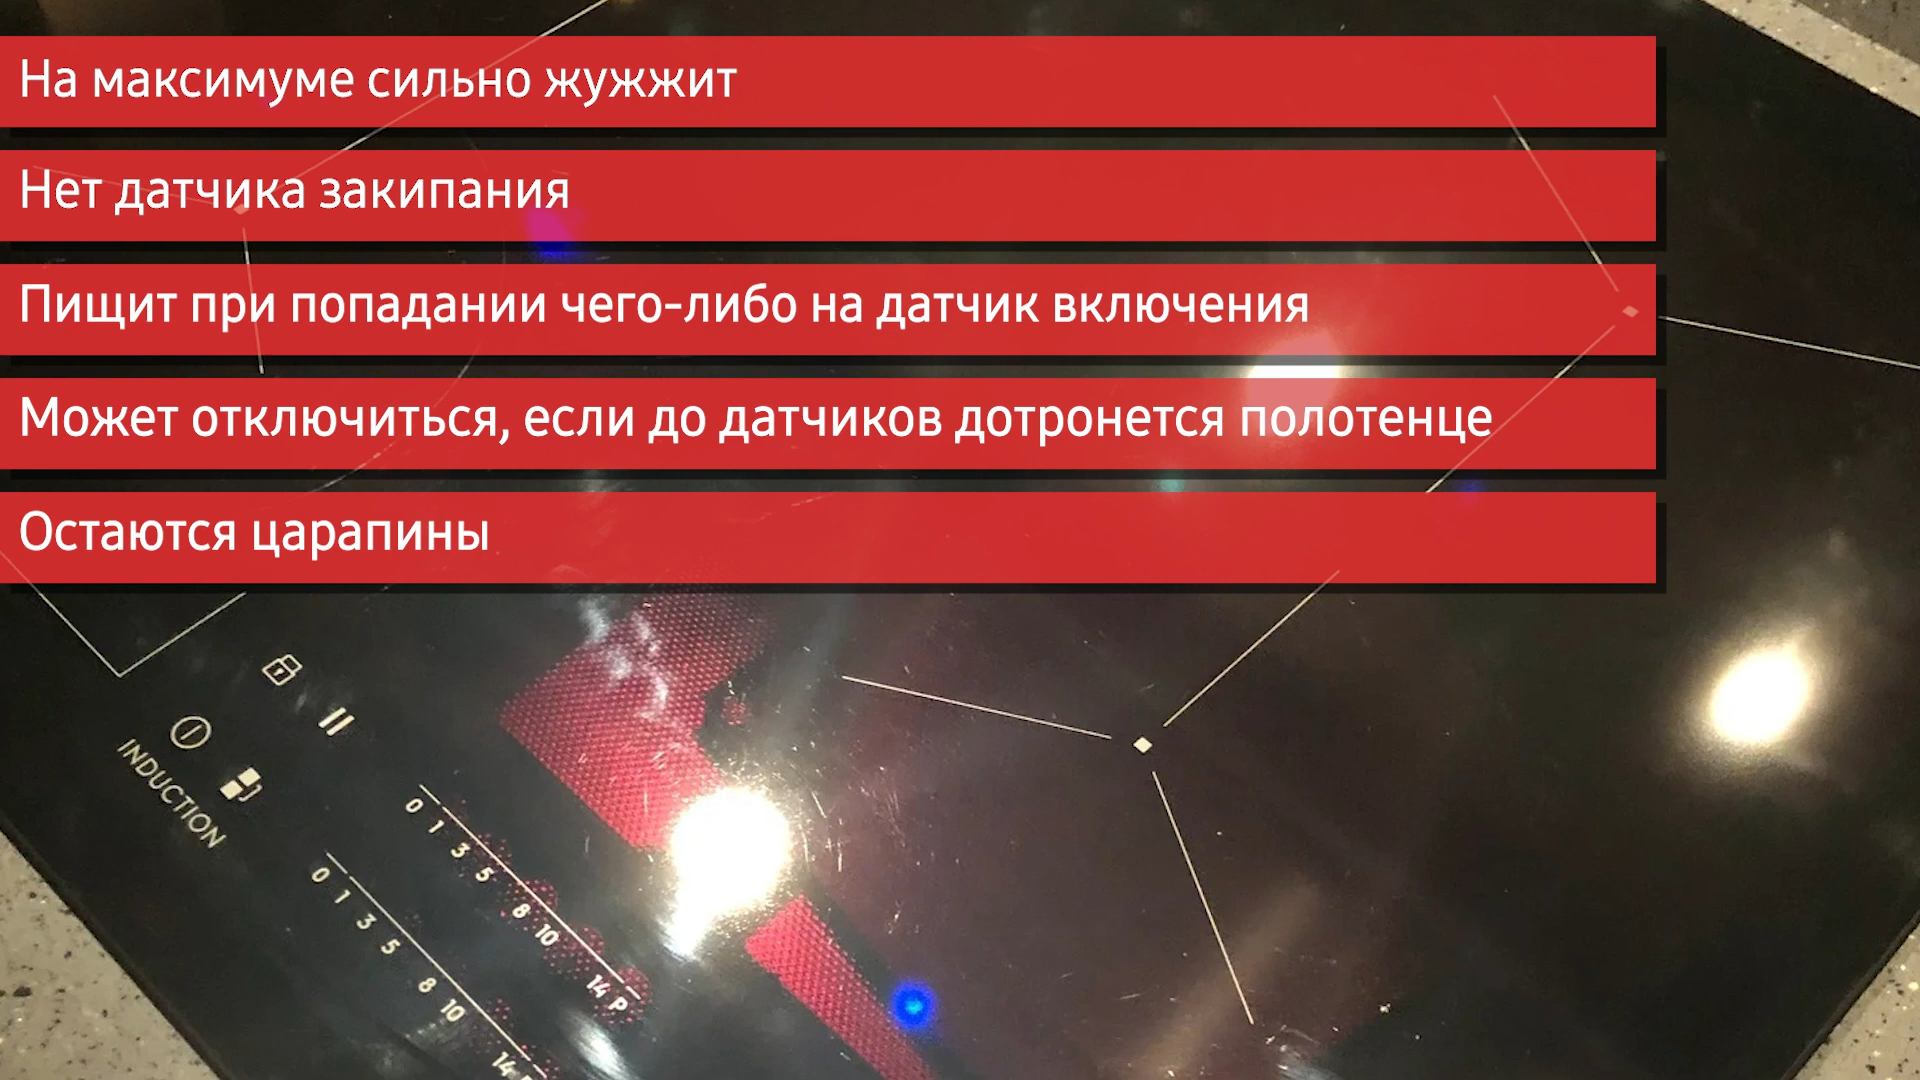 На максимуме сильно жужжит
Нет датчика закипания
Пищит при попадании чего-либо на датчик включения
Может отключиться, если до датчиков дотронется полотенце
Остаются царапины
INDUCTION
0 1 3 5 8 10 14 P
0 1 3 5 8 10 14